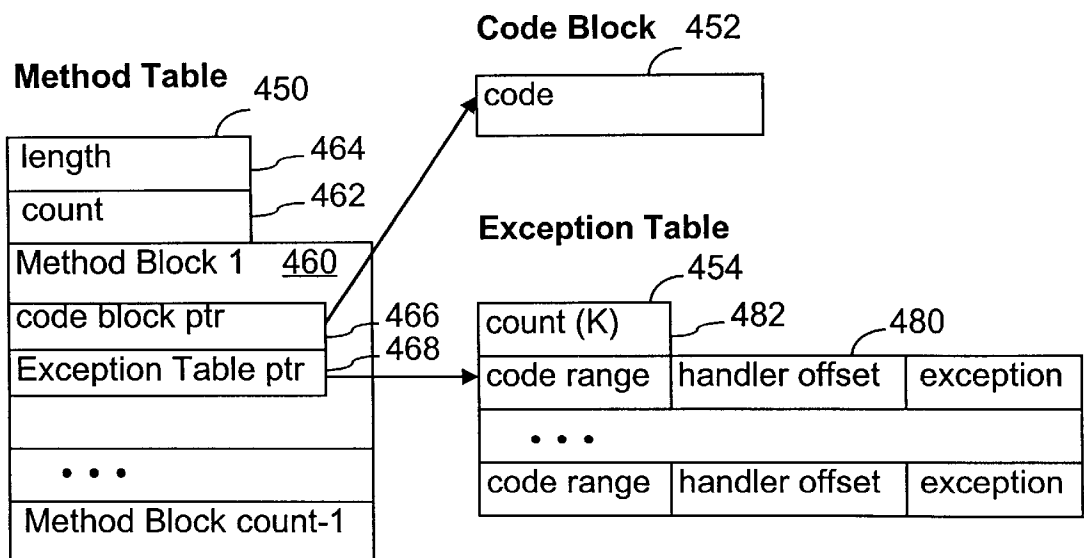 Method Table
450
length
464
count
462
Method Block 1 460
code block ptr
466
Exception Table ptr
468
• • •
Method Block count-1
Code Block
452
code
Exception Table
454
count (K)
482
480
code range handler offset exception
• • •
code range handler offset exception